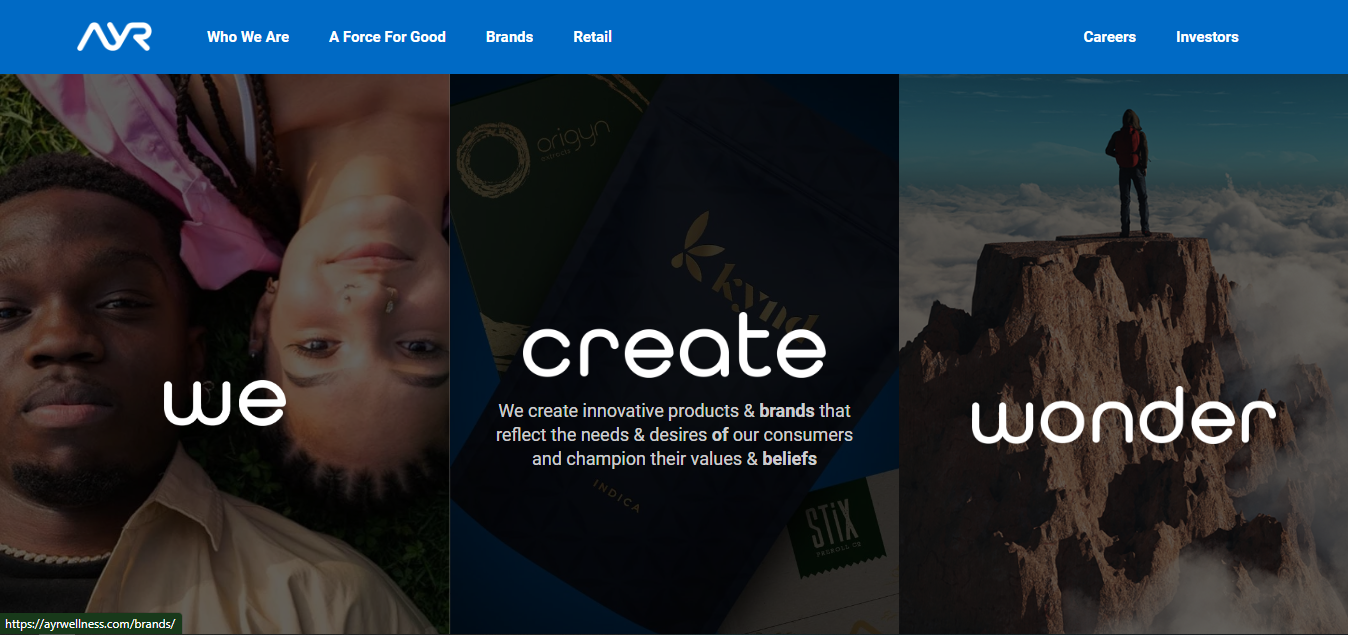 AYR
Who We Are
A Force For Good
Brands
Retail
Careers
Investors
origyn
kynd
we
create
wonder
We create innovative products & brands that
reflect the needs & desires of our consumers
and champion their values & beliefs
INDICA
STiX
PREROLL CO
https://ayrwellness.com/brands/